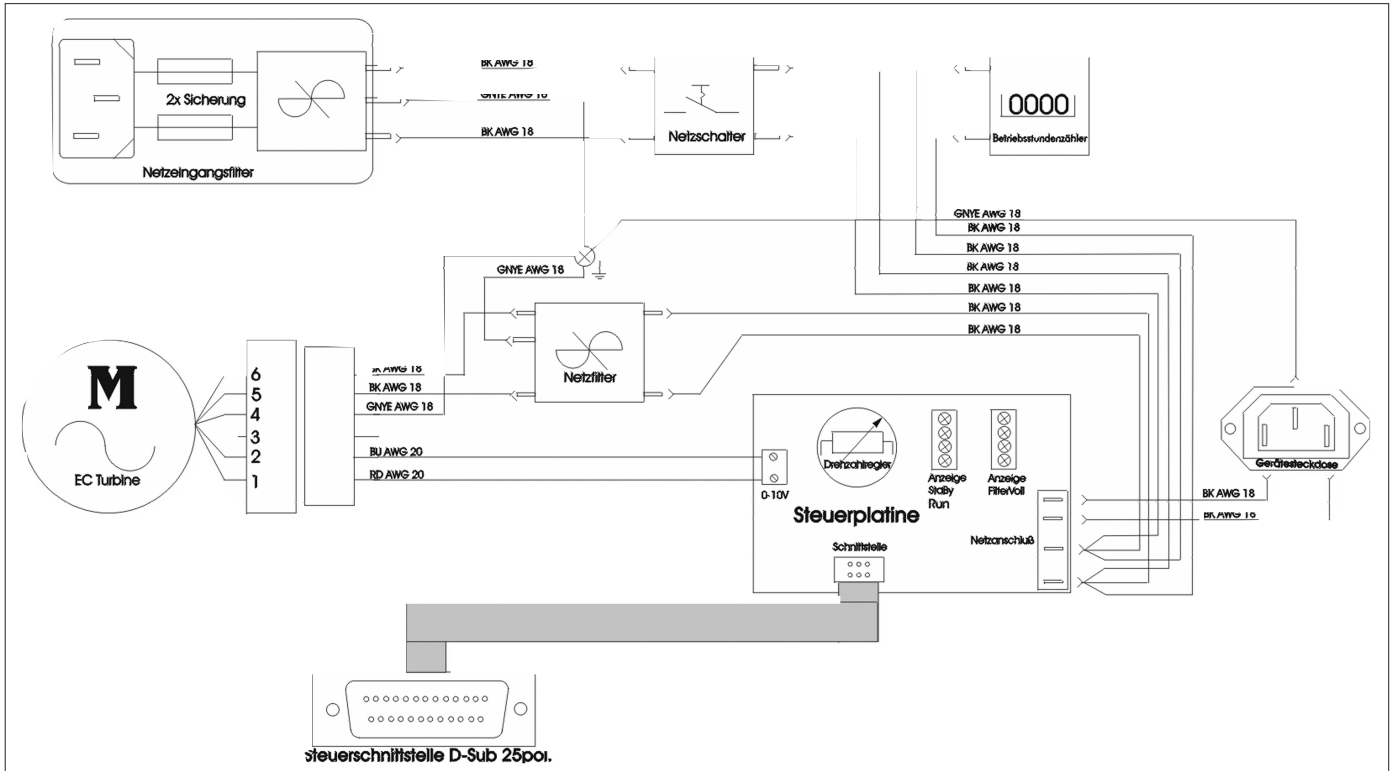 BK AWG 18
GNYE AWG 18
2x Sicherung
BK AWG 18
Netzeingangsfilter
Netzschalter
0000
Betriebsstundenzähler
GNYE AWG 18
BK AWG 18
BK AWG 18
BK AWG 18
BK AWG 18
BK AWG 18
BK AWG 18
GNYE AWG 18
Netzfilter
M
EC Turbine
6
5
4
3
2
1
BK AWG 18
BK AWG 18
GNYE AWG 18
BU AWG 20
RD AWG 20
0-10V
Drehzahlregler
Anzeige
StaBy
Run
Anzeige
FilterVoll
Steuerplatine
Schnittstelle
Netzanschluß
Gerätesteckdose
BK AWG 18
BK AWG 18
Steuerschnittstelle D-Sub 25pol.